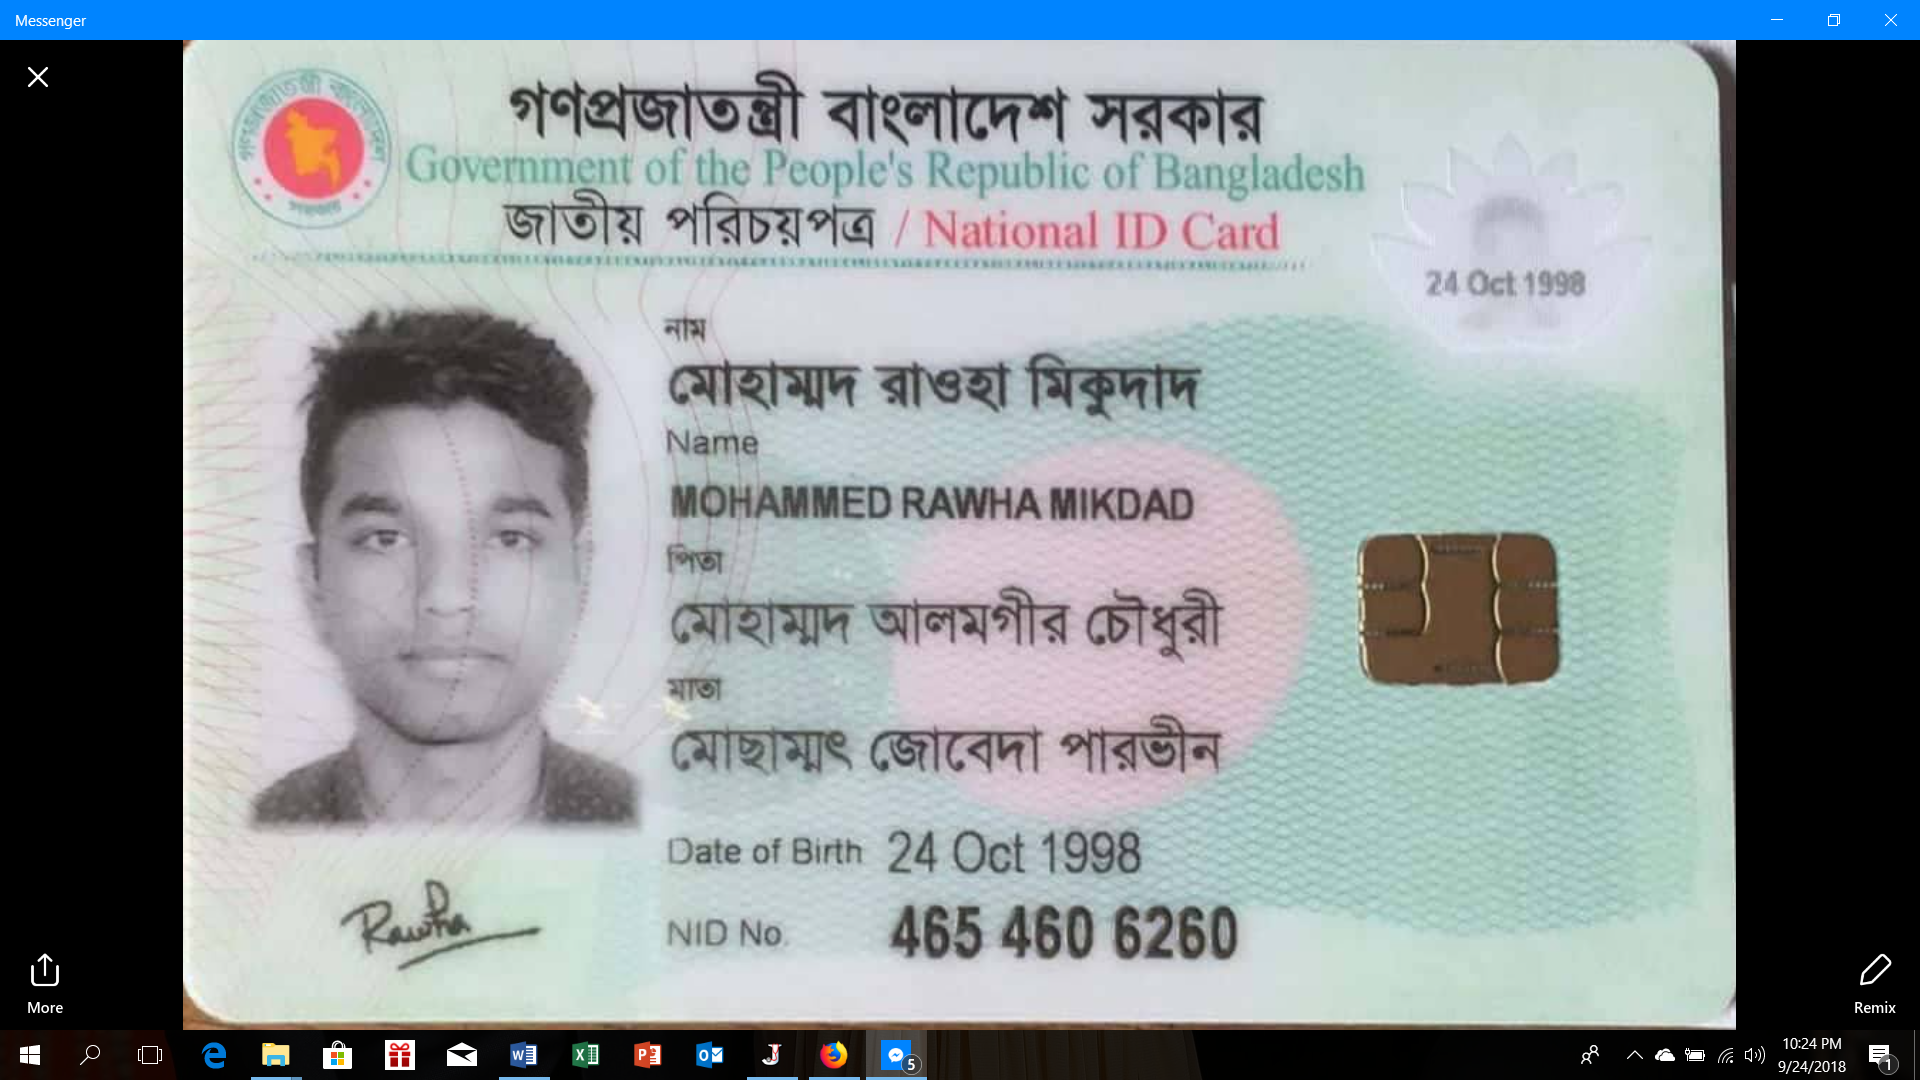 Messenger
গণপ্রজাতন্ত্রী বাংলাদেশ সরকার
Government of the People's Republic of Bangladesh
জাতীয় পরিচয়পত্র / National ID Card
24 Oct 1998
নাম
মোহাম্মদ রাওহা মিকুদাদ
Name
MOHAMMED RAWHA MIKDAD
পিতা
মোহাম্মদ আলমগীর চৌধুরী
মাতা
মোছাম্মৎ জোবেদা পারভীন
Date of Birth 24 Oct 1998
Rawha
NID No. 465 460 6260
More
Remix
5
10:24 PM
9/24/2018
1